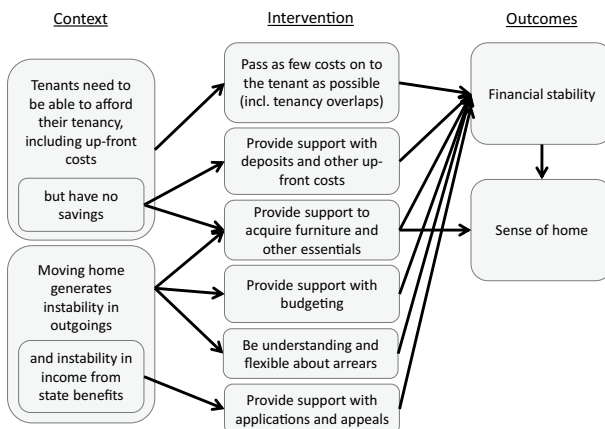 Context
Intervention
Outcomes
Tenants need to
be able to afford
their tenancy,
including up-front
costs
but have no
savings
Moving home
generates
instability in
outgoings
and instability in
income from
state benefits
Pass as few costs on to
the tenant as possible
(incl. tenancy overlaps)
Provide support with
deposits and other up-
front costs
Provide support to
acquire furniture and
other essentials
Provide support with
budgeting
Be understanding and
flexible about arrears
Provide support with
applications and appeals
Financial stability
Sense of home